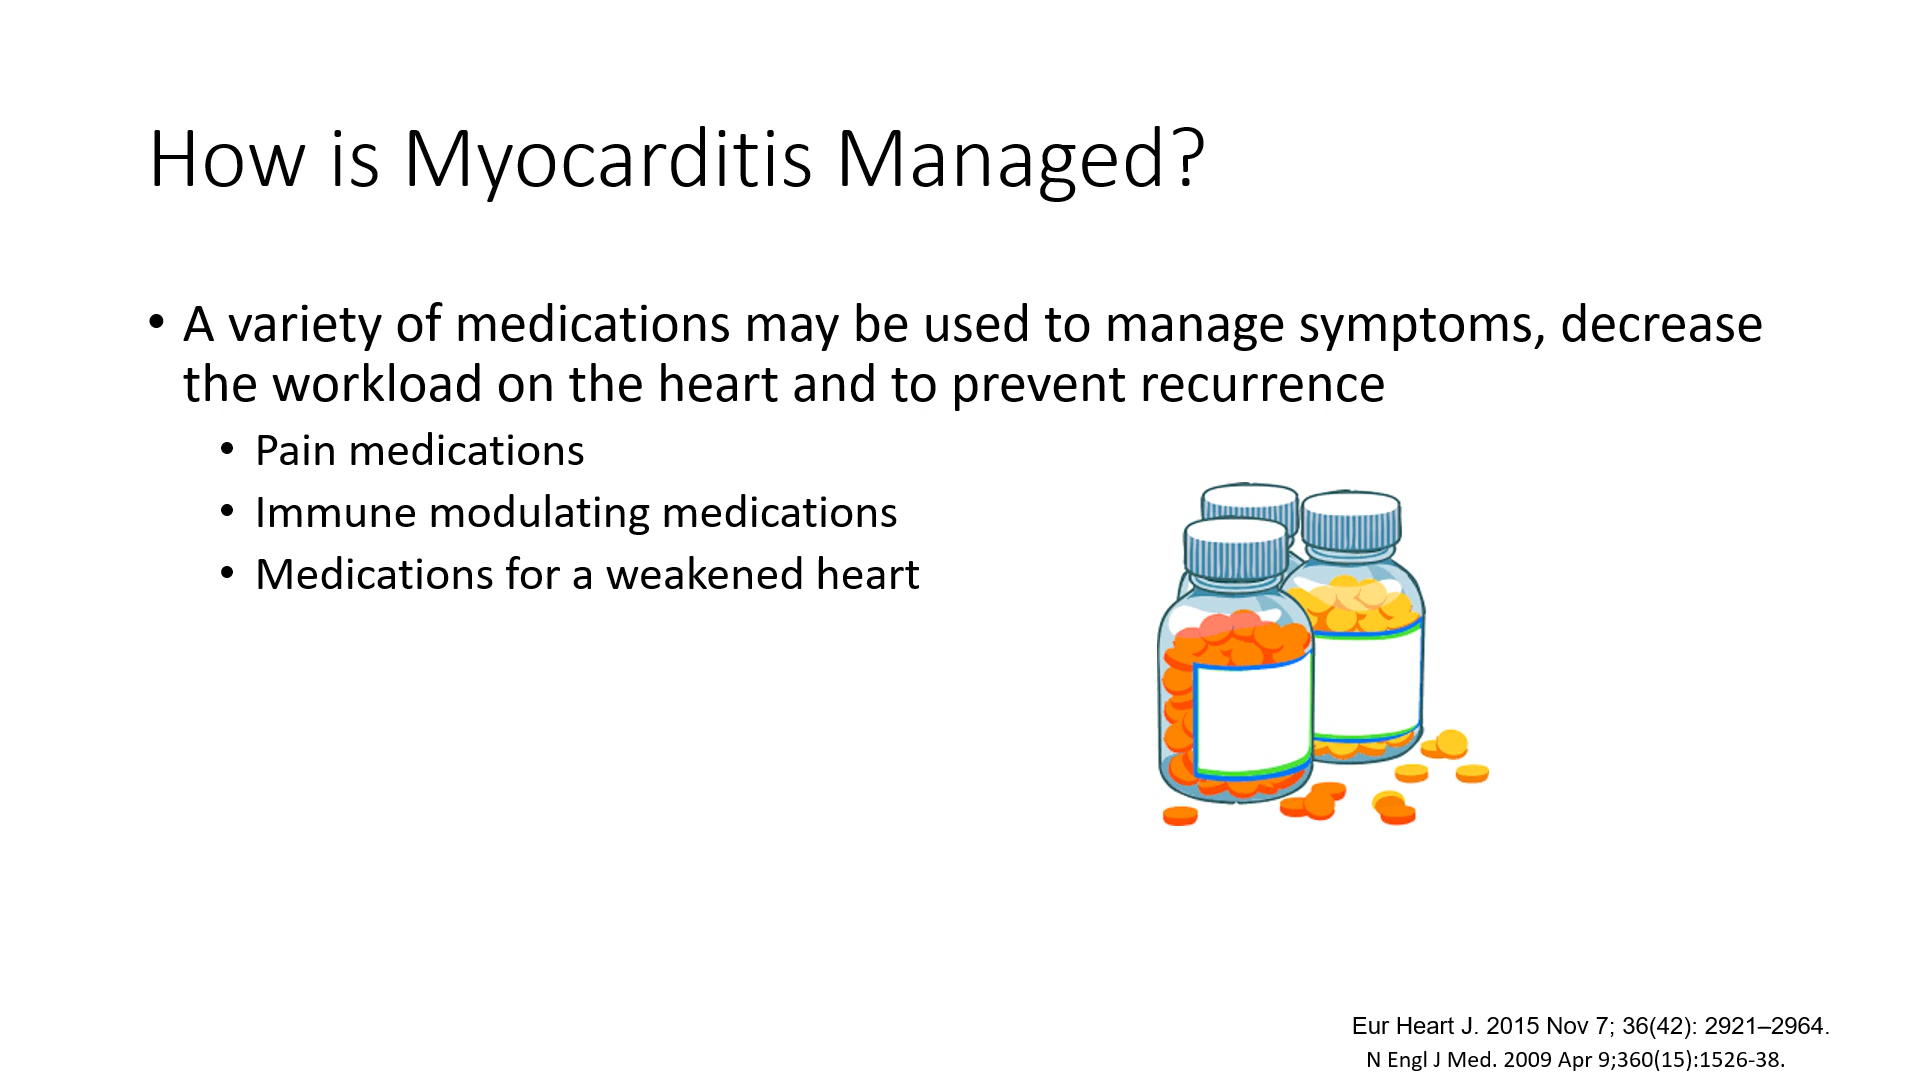 How is Myocarditis Managed?
• A variety of medications may be used to manage symptoms, decrease
the workload on the heart and to prevent recurrence
• Pain medications
• Immune modulating medications
• Medications for a weakened heart
Eur Heart J. 2015 Nov 7; 36(42): 2921–2964.
N Engl J Med. 2009 Apr 9;360(15):1526-38.